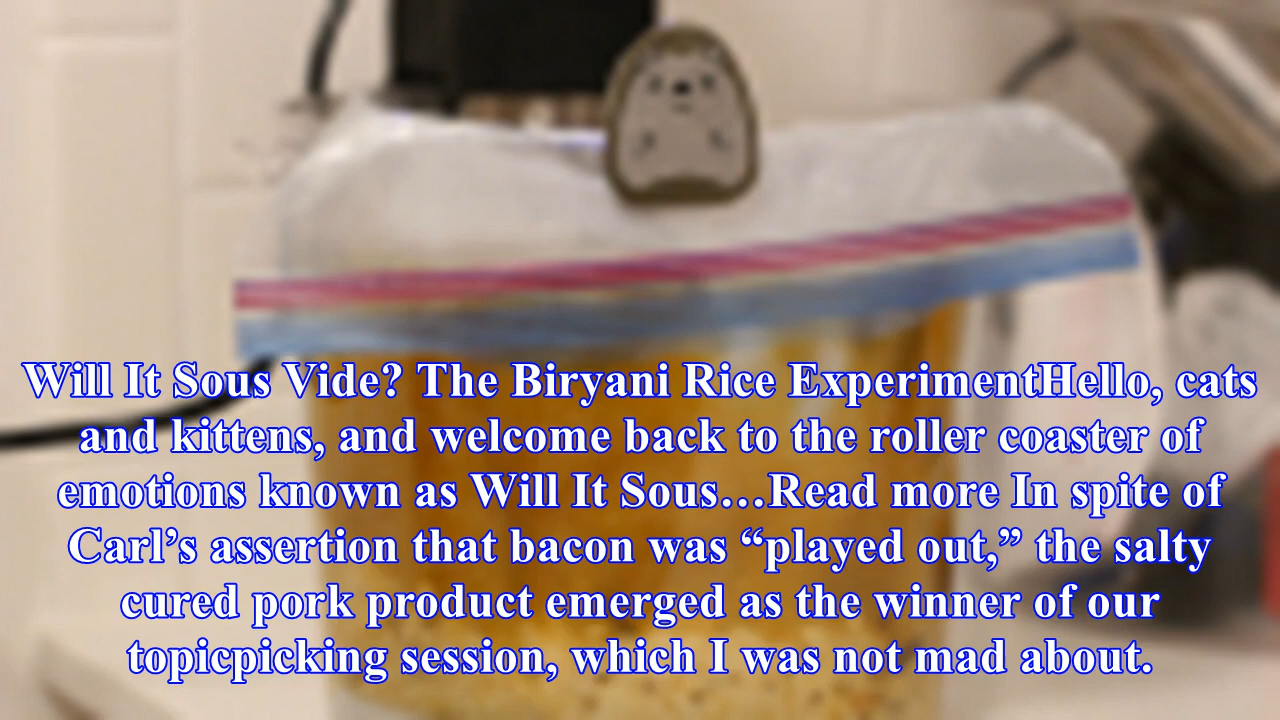 Will It Sous Vide? The Biryani Rice ExperimentHello, cats
and kittens, and welcome back to the roller coaster of
emotions known as Will It Sous…Read more In spite of
Carl’s assertion that bacon was “played out,” the salty
cured pork product emerged as the winner of our
topicpicking session, which I was not mad about.